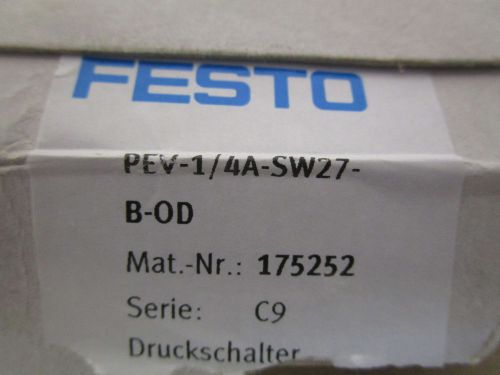 FESTO
PEV-1/4A-SW27-
B-OD
Mat.-Nr.: 175252
Serie: C9
Druckschalter